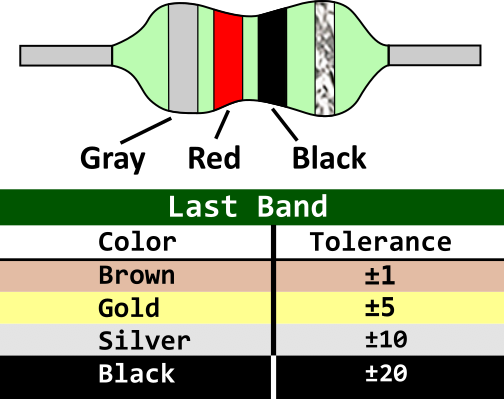 Gray Red Black
Last Band
Color Tolerance
Brown ±1
Gold ±5
Silver ±10
Black ±20